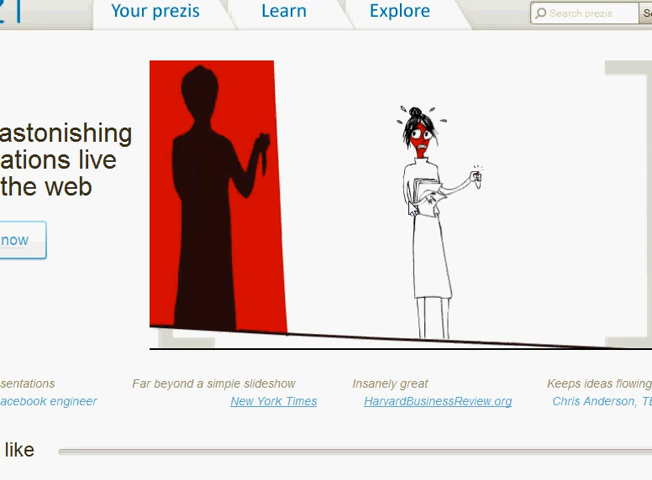 Your prezis Learn Explore
Search prezis
astonishing
ations live
the web
now
sentations Far beyond a simple slideshow Insanely great Keeps ideas flowing
acebook engineer New York Times HarvardBusinessReview.org Chris Anderson, TE
like